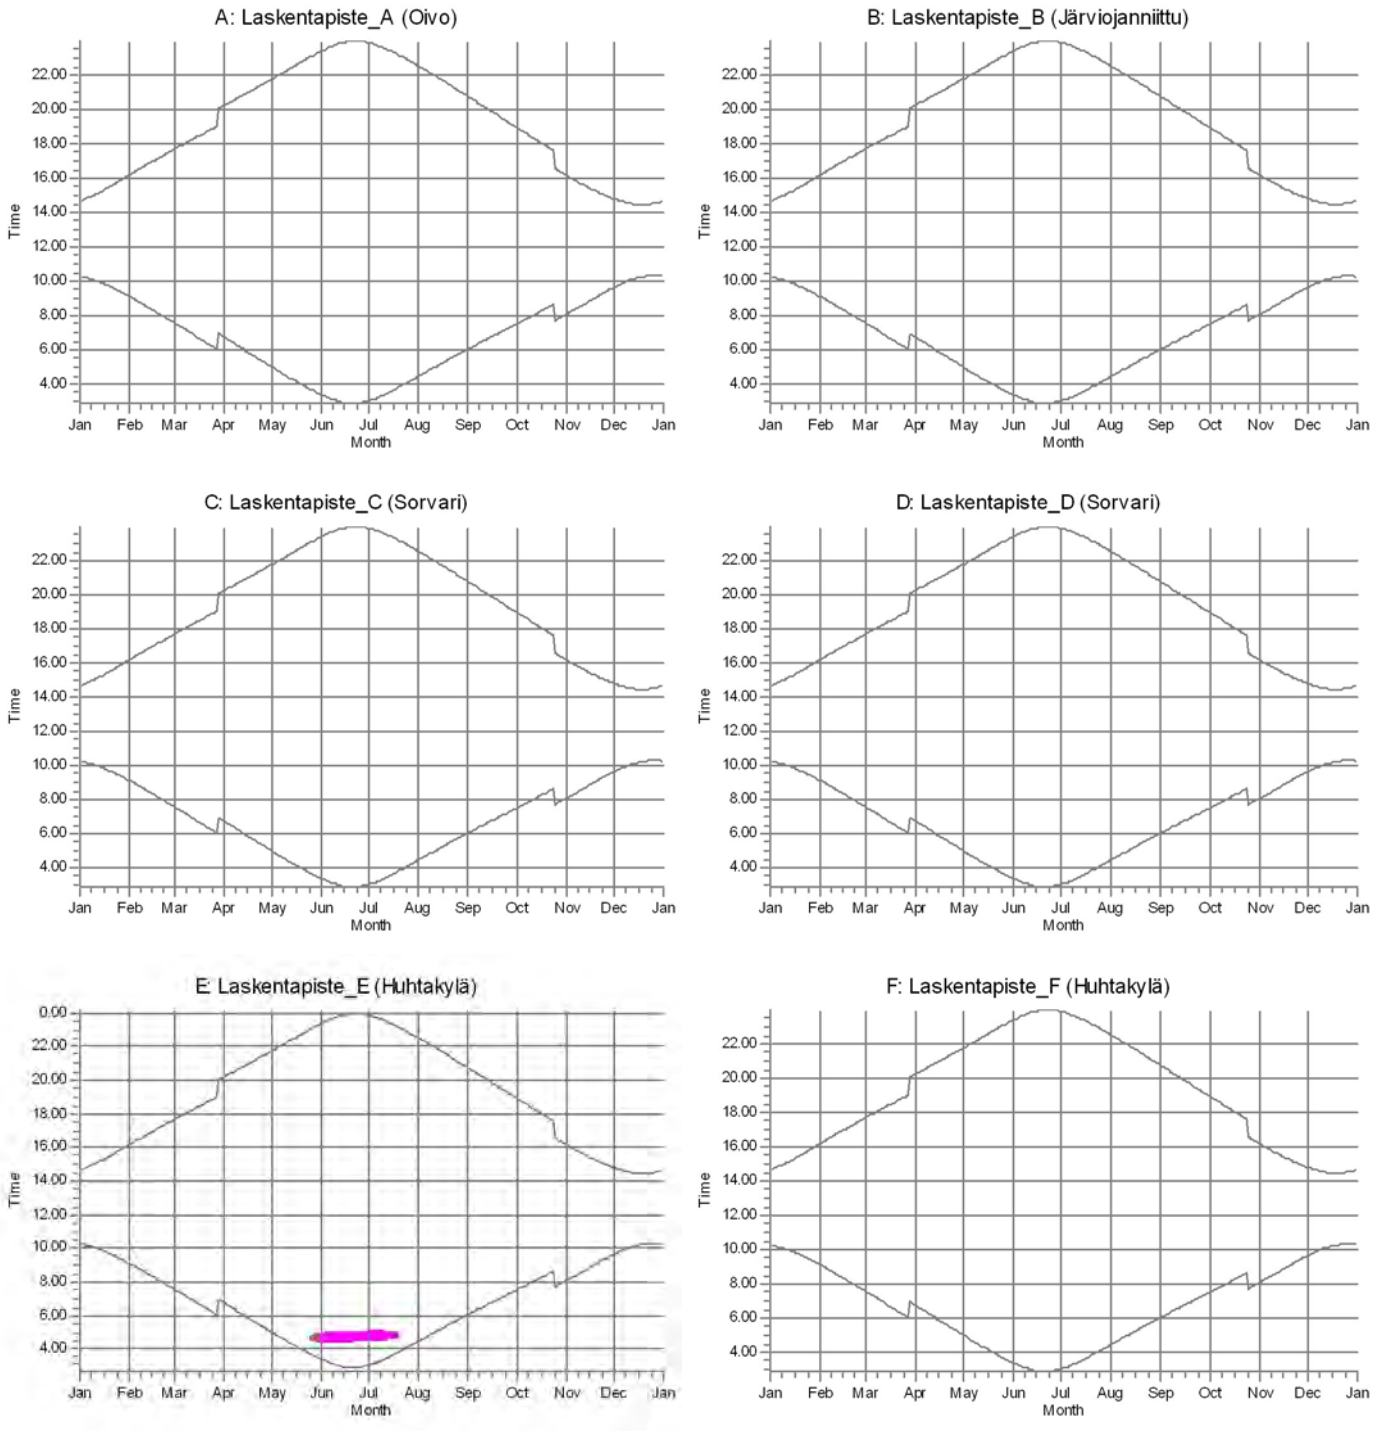 A: Laskentapiste_A (Oivo)
22.00
20.00
18.00
16.00
14.00
12.00
10.00
8.00
6.00
4.00
Time
Jan Feb Mar Apr May Jun Jul Aug Sep Oct Nov Dec Jan
Month
B: Laskentapiste_B (Järviojanniittu)
22.00
20.00
18.00
16.00
14.00
12.00
10.00
8.00
6.00
4.00
Time
Jan Feb Mar Apr May Jun Jul Aug Sep Oct Nov Dec Jan
Month
C: Laskentapiste_C (Sorvari)
22.00
20.00
18.00
16.00
14.00
12.00
10.00
8.00
6.00
4.00
Time
Jan Feb Mar Apr May Jun Jul Aug Sep Oct Nov Dec Jan
Month
D: Laskentapiste_D (Sorvari)
22.00
20.00
18.00
16.00
14.00
12.00
10.00
8.00
6.00
4.00
Time
Jan Feb Mar Apr May Jun Jul Aug Sep Oct Nov Dec Jan
Month
E: Laskentapiste_E (Huhtakylä)
0.00
22.00
20.00
18.00
16.00
14.00
12.00
10.00
8.00
6.00
4.00
Time
Jan Feb Mar Apr May Jun Jul Aug Sep Oct Nov Dec Jan
Month
F: Laskentapiste_F (Huhtakylä)
22.00
20.00
18.00
16.00
14.00
12.00
10.00
8.00
6.00
4.00
Time
Jan Feb Mar Apr May Jun Jul Aug Sep Oct Nov Dec Jan
Month